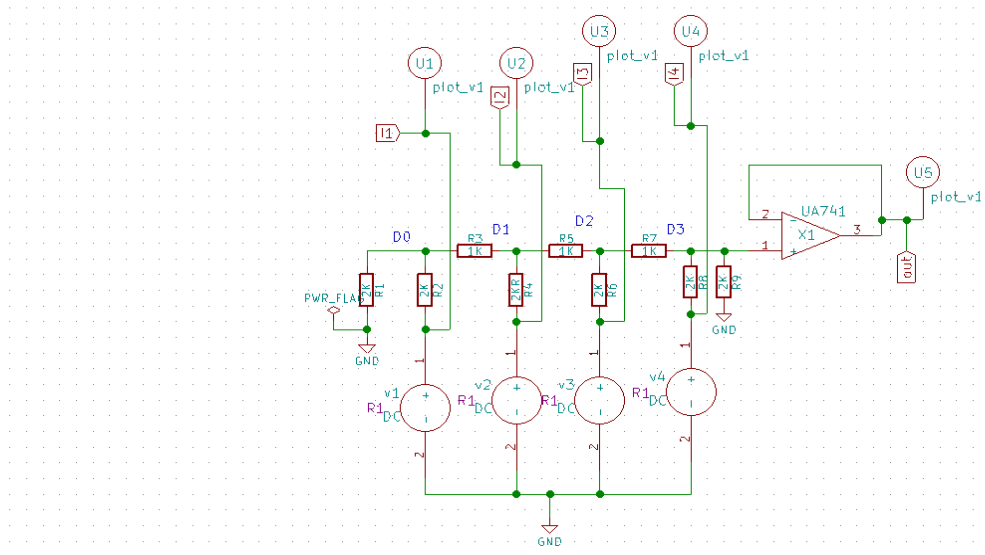 U3
U4
plot_v1
plot_v1
U1
U2
I3
I4
plot_v1
plot_v1
I2
I1
U5
plot_v1
UA741
2
X1
3
1
out
D0
D1
D2
D3
R3
1K
R5
1K
R7
1K
PWR_FLAG
2K
R1
2K
R2
2KR
R4
2K
R6
2K
R8
2K
R9
GND
GND
1
1
1
1
v1
R1
DC
v2
R1
DC
v3
R1
DC
v4
R1
DC
+
+
+
+
2
2
2
2
GND